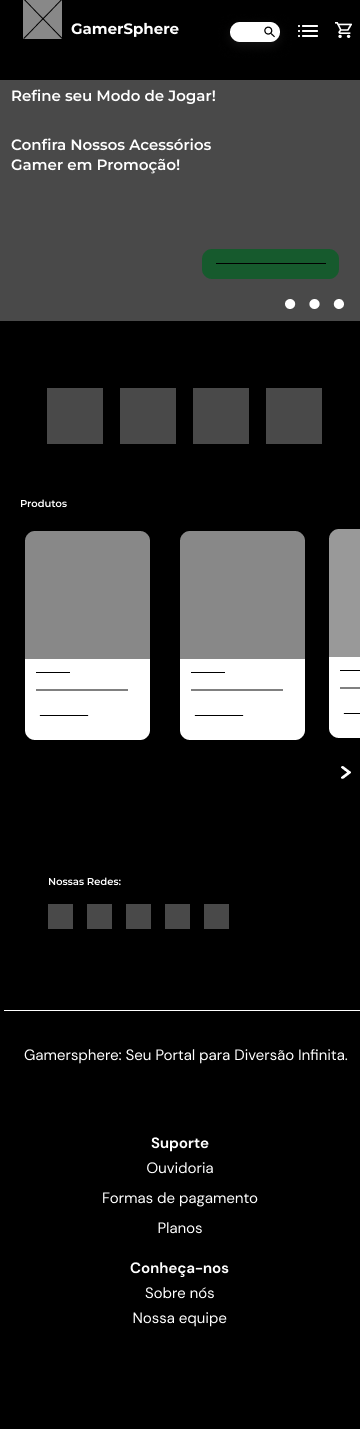 GamerSphere
Refine seu Modo de Jogar!
Confira Nossos Acessórios
Gamer em Promoção!
Produtos
Nossas Redes:
Gamersphere: Seu Portal para Diversão Infinita.
Suporte
Ouvidoria
Formas de pagamento
Planos
Conheça-nos
Sobre nós
Nossa equipe